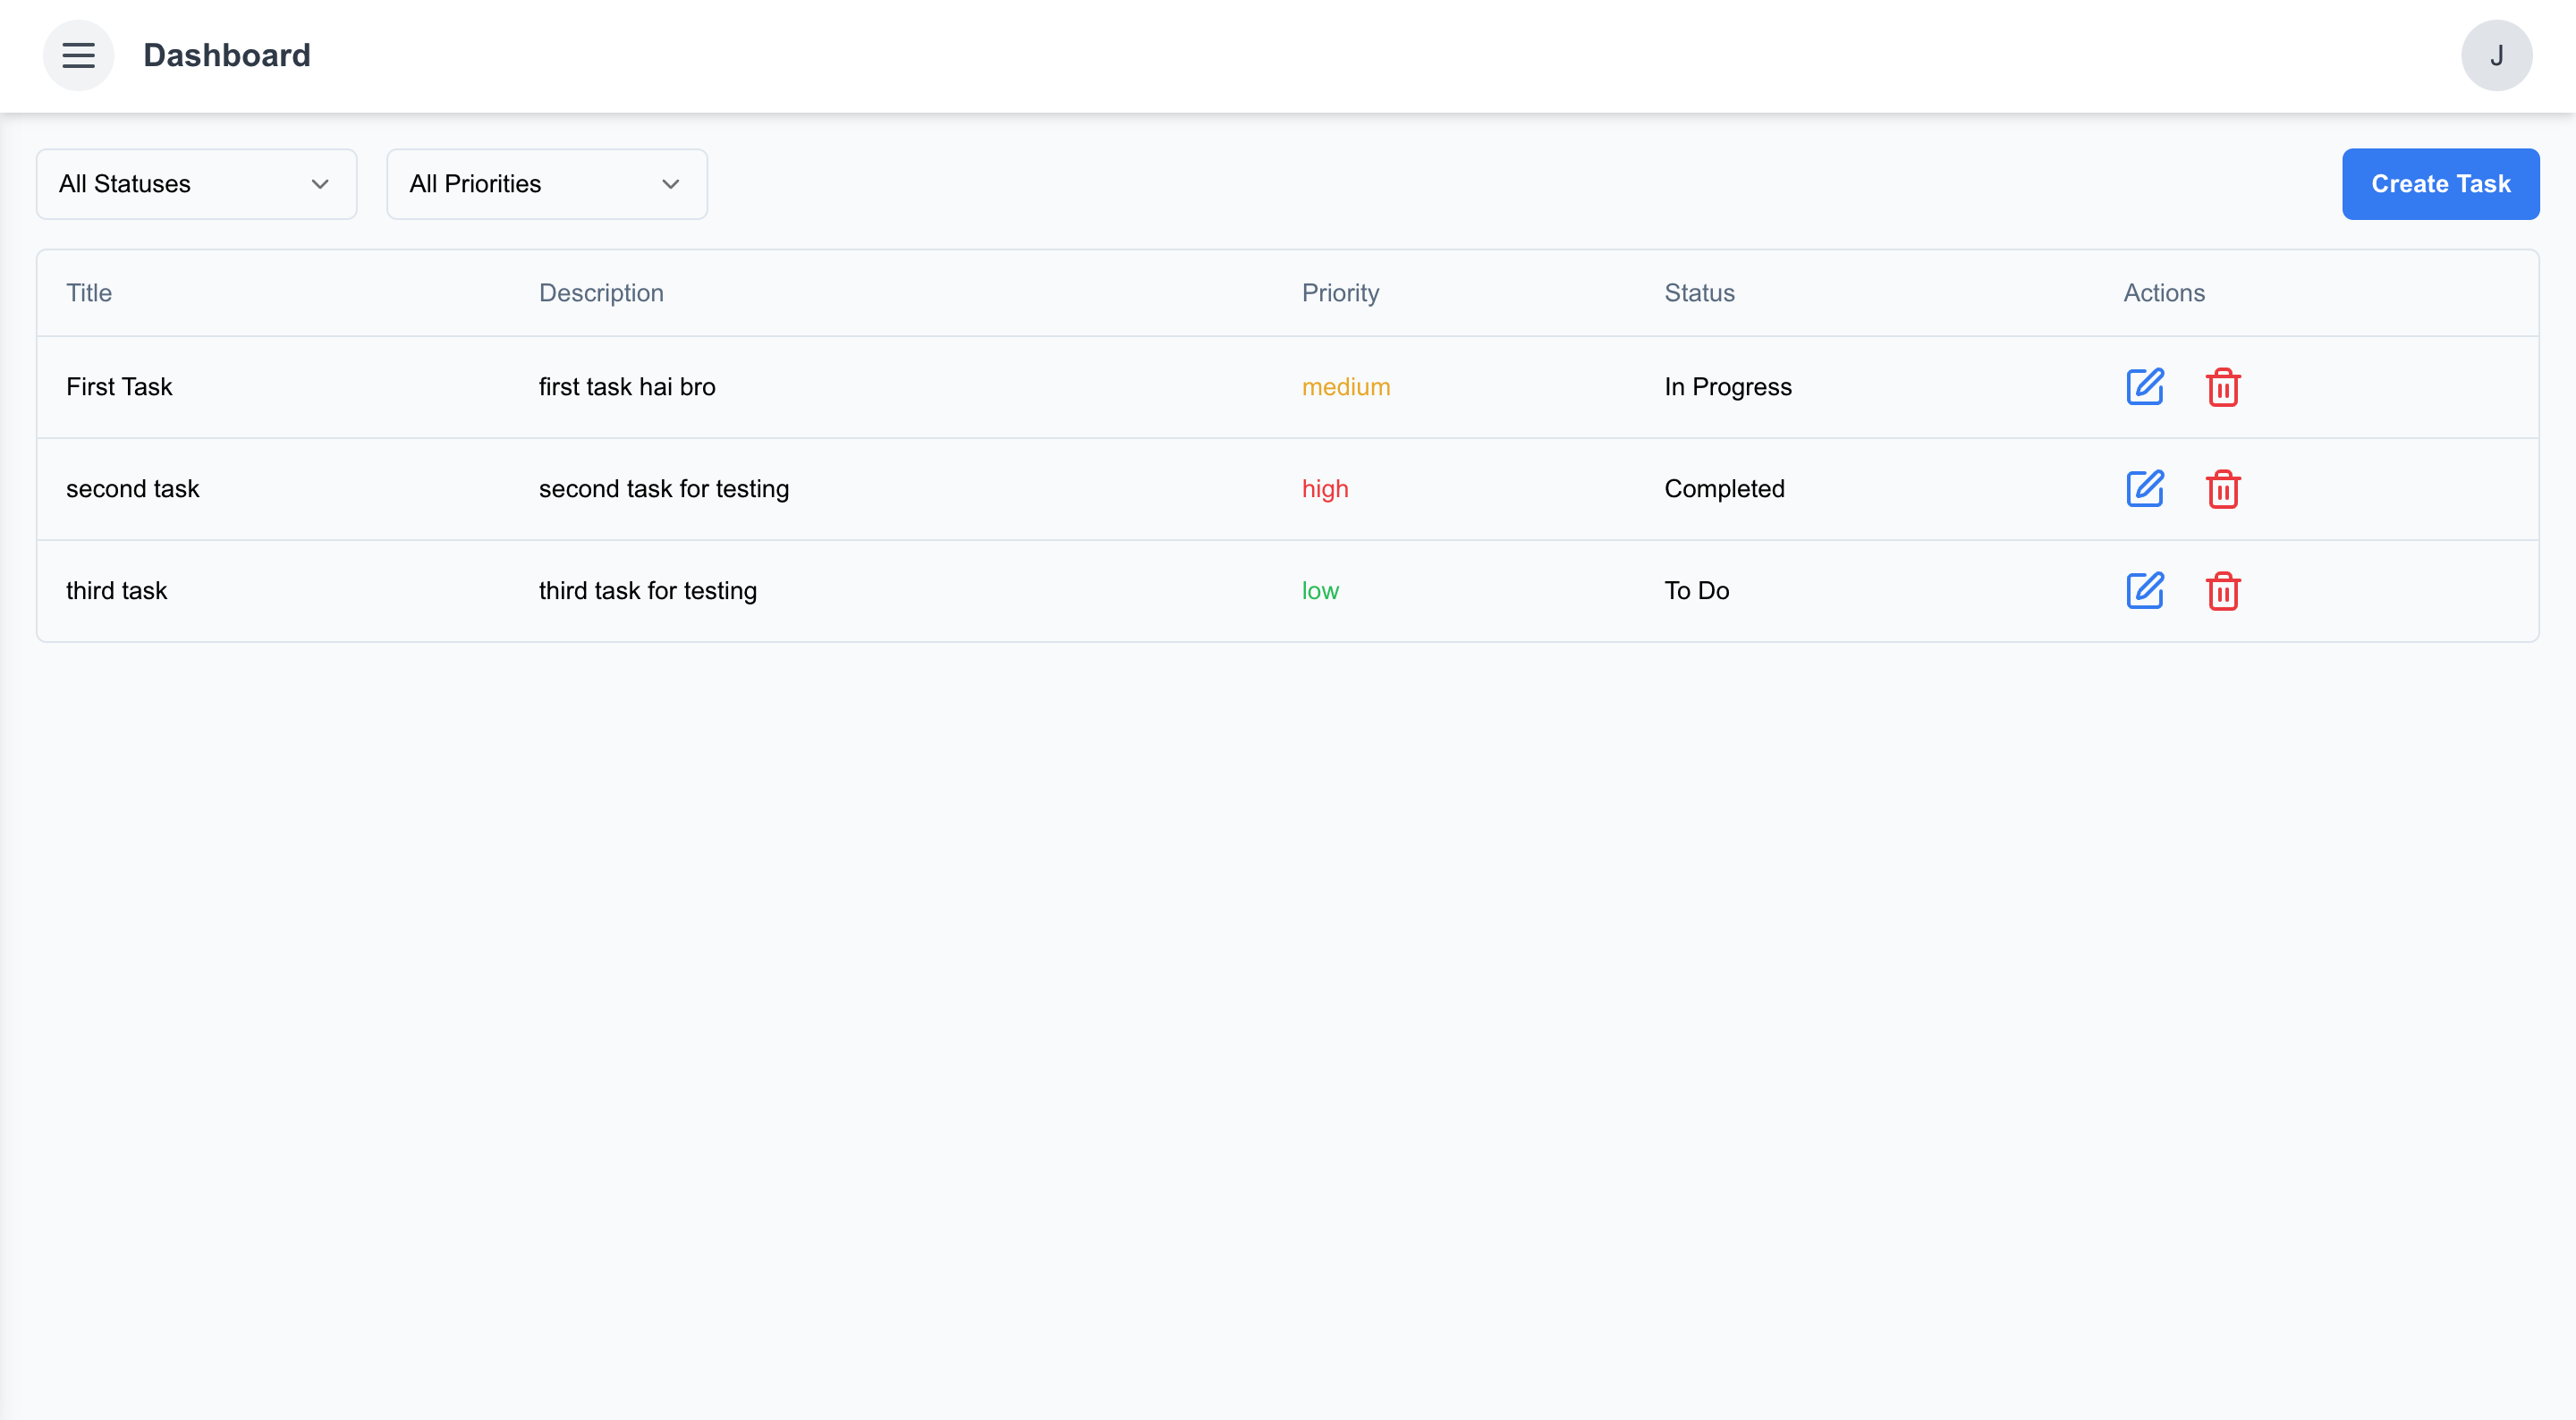 Dashboard
J
All Statuses
All Priorities
Create Task
Title Description Priority Status Actions
First Task first task hai bro medium In Progress
second task second task for testing high Completed
third task third task for testing low To Do